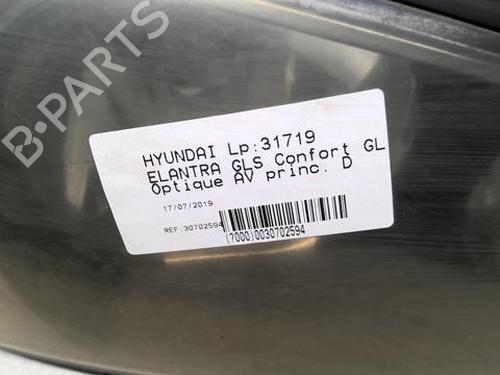 B-PARTS
HYUNDAI Lp:31719
ELANTRA GLS Confort GL
Optique AV princ. D
17/07/2019
REF:30702594
(7000)0030702594